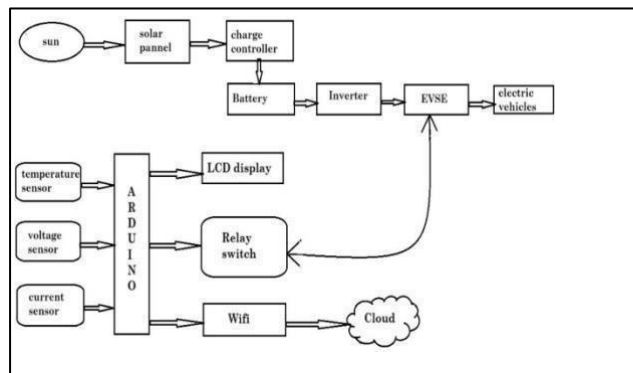 sun
solar
pannel
charge
controller
Battery
Inverter
EVSE
electric
vehicles
temperature
sensor
voltage
sensor
current
sensor
ARDUINO
LCD display
Relay
switch
Wifi
Cloud